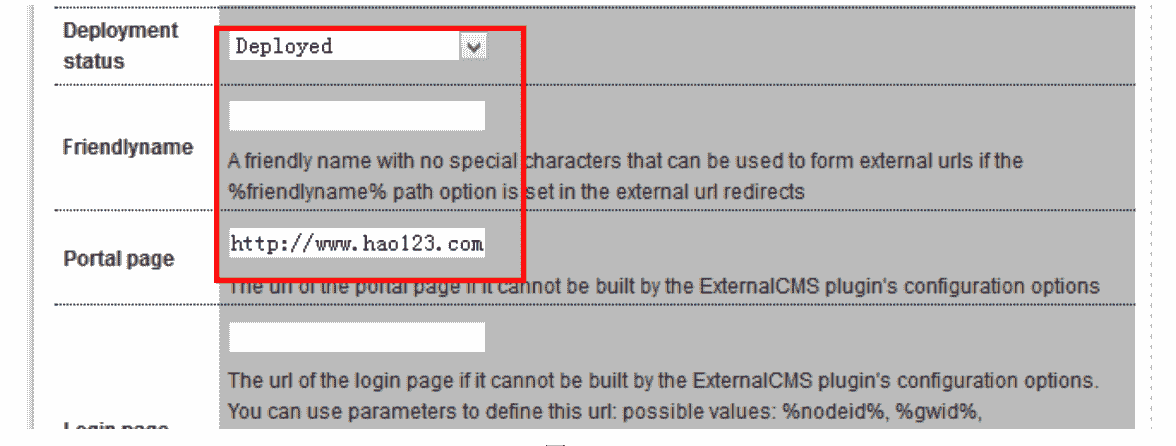 Deployment
status
Deployed
Friendlyname
A friendly name with no special characters that can be used to form external urls if the
%friendlyname% path option is set in the external url redirects
Portal page
http://www.hao123.com
The url of the portal page if it cannot be built by the ExternalCMS plugin's configuration options
The url of the login page if it cannot be built by the ExternalCMS plugin's configuration options.
You can use parameters to define this url: possible values: %nodeid%, %gwid%,
Login page